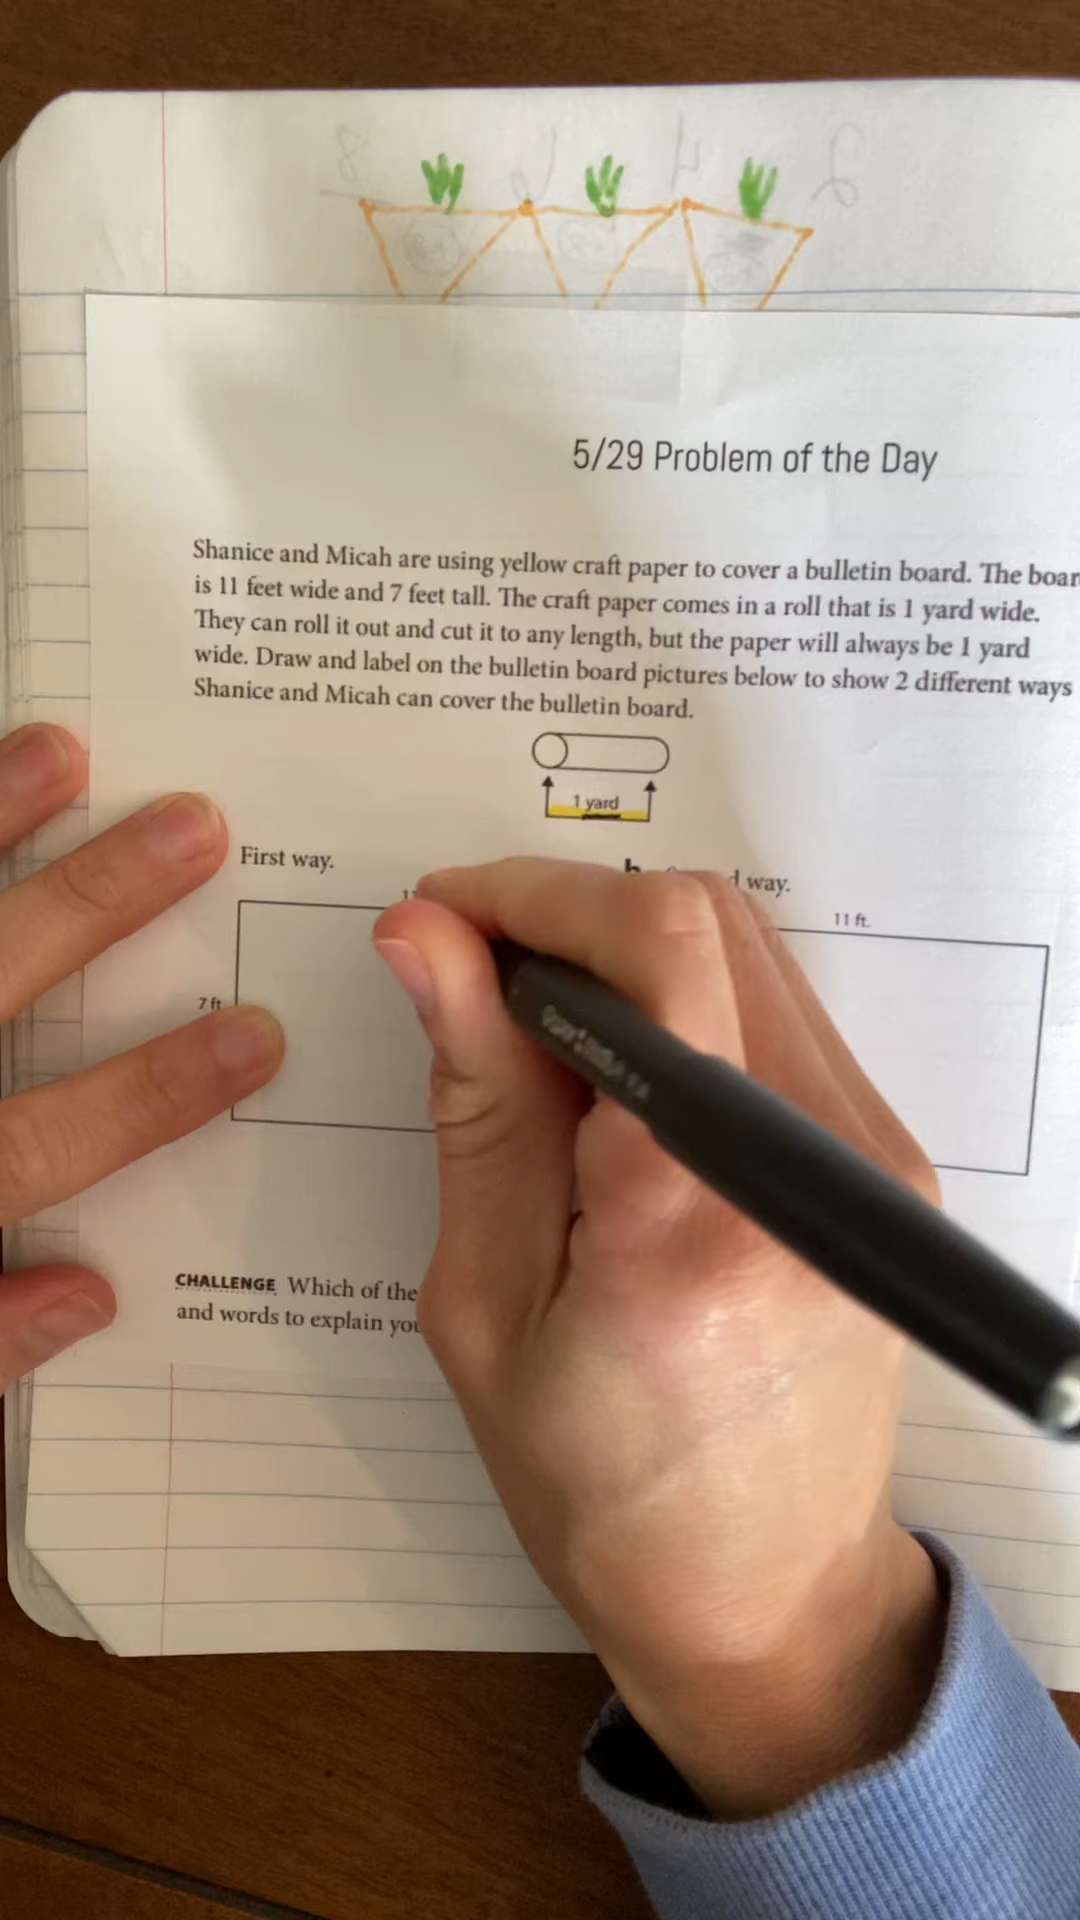 8 6 4 2
5/29 Problem of the Day
Shanice and Micah are using yellow craft paper to cover a bulletin board. The boar
is 11 feet wide and 7 feet tall. The craft paper comes in a roll that is 1 yard wide.
They can roll it out and cut it to any length, but the paper will always be 1 yard
wide. Draw and label on the bulletin board pictures below to show 2 different ways
Shanice and Micah can cover the bulletin board.
1 yard
First way.
b
d way.
11
11 ft.
7 ft
CHALLENGE Which of the
and words to explain you